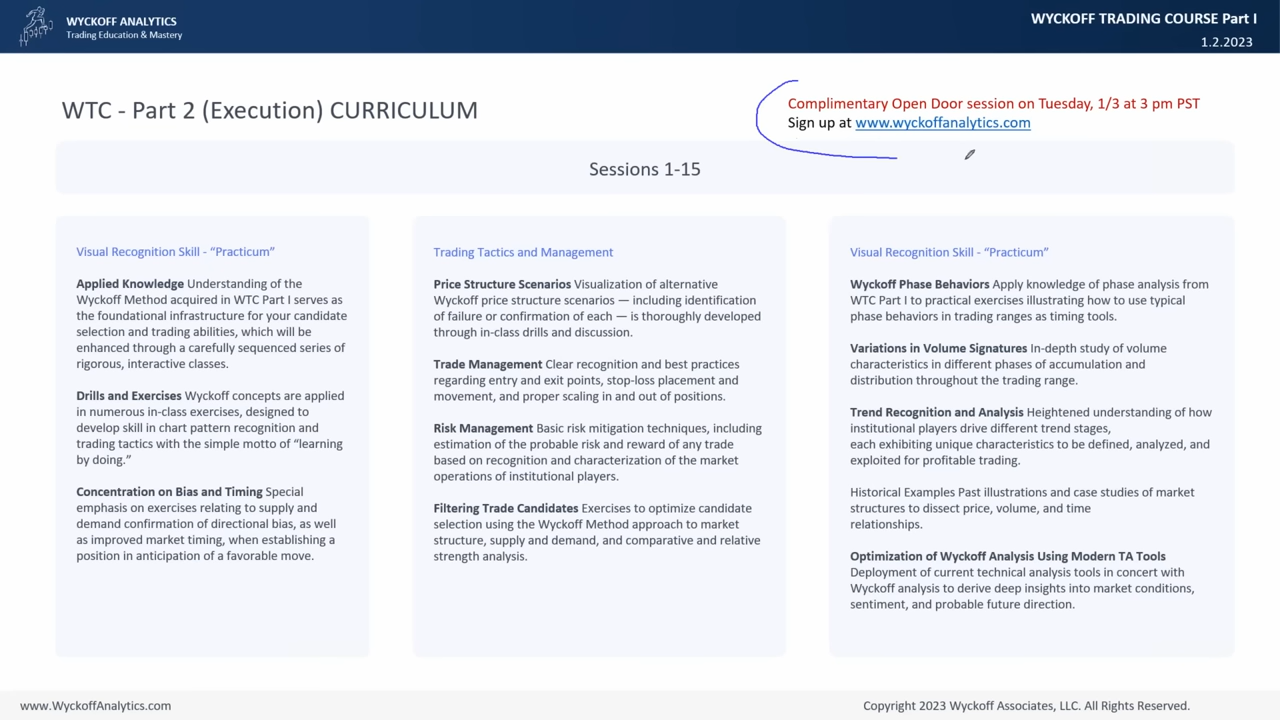 WYCKOFF ANALYTICS
Trading Education & Mastery
WYCKOFF TRADING COURSE Part I
1.2.2023
WTC - Part 2 (Execution) CURRICULUM
Complimentary Open Door session on Tuesday, 1/3 at 3 pm PST
Sign up at www.wyckoffanalytics.com
Sessions 1-15
Visual Recognition Skill - “Practicum”
Applied Knowledge Understanding of the
Wyckoff Method acquired in WTC Part I serves as
the foundational infrastructure for your candidate
selection and trading abilities, which will be
enhanced through a carefully sequenced series of
rigorous, interactive classes.
Drills and Exercises Wyckoff concepts are applied
in numerous in-class exercises, designed to
develop skill in chart pattern recognition and
trading tactics with the simple motto of “learning
by doing.”
Concentration on Bias and Timing Special
emphasis on exercises relating to supply and
demand confirmation of directional bias, as well
as improved market timing, when establishing a
position in anticipation of a favorable move.
Trading Tactics and Management
Price Structure Scenarios Visualization of alternative
Wyckoff price structure scenarios — including identification
of failure or confirmation of each — is thoroughly developed
through in-class drills and discussion.
Trade Management Clear recognition and best practices
regarding entry and exit points, stop-loss placement and
movement, and proper scaling in and out of positions.
Risk Management Basic risk mitigation techniques, including
estimation of the probable risk and reward of any trade
based on recognition and characterization of the market
operations of institutional players.
Filtering Trade Candidates Exercises to optimize candidate
selection using the Wyckoff Method approach to market
structure, supply and demand, and comparative and relative
strength analysis.
Visual Recognition Skill - “Practicum”
Wyckoff Phase Behaviors Apply knowledge of phase analysis from
WTC Part I to practical exercises illustrating how to use typical
phase behaviors in trading ranges as timing tools.
Variations in Volume Signatures In-depth study of volume
characteristics in different phases of accumulation and
distribution throughout the trading range.
Trend Recognition and Analysis Heightened understanding of how
institutional players drive different trend stages,
each exhibiting unique characteristics to be defined, analyzed, and
exploited for profitable trading.
Historical Examples Past illustrations and case studies of market
structures to dissect price, volume, and time
relationships.
Optimization of Wyckoff Analysis Using Modern TA Tools
Deployment of current technical analysis tools in concert with
Wyckoff analysis to derive deep insights into market conditions,
sentiment, and probable future direction.
www.WyckoffAnalytics.com
Copyright 2023 Wyckoff Associates, LLC. All Rights Reserved.